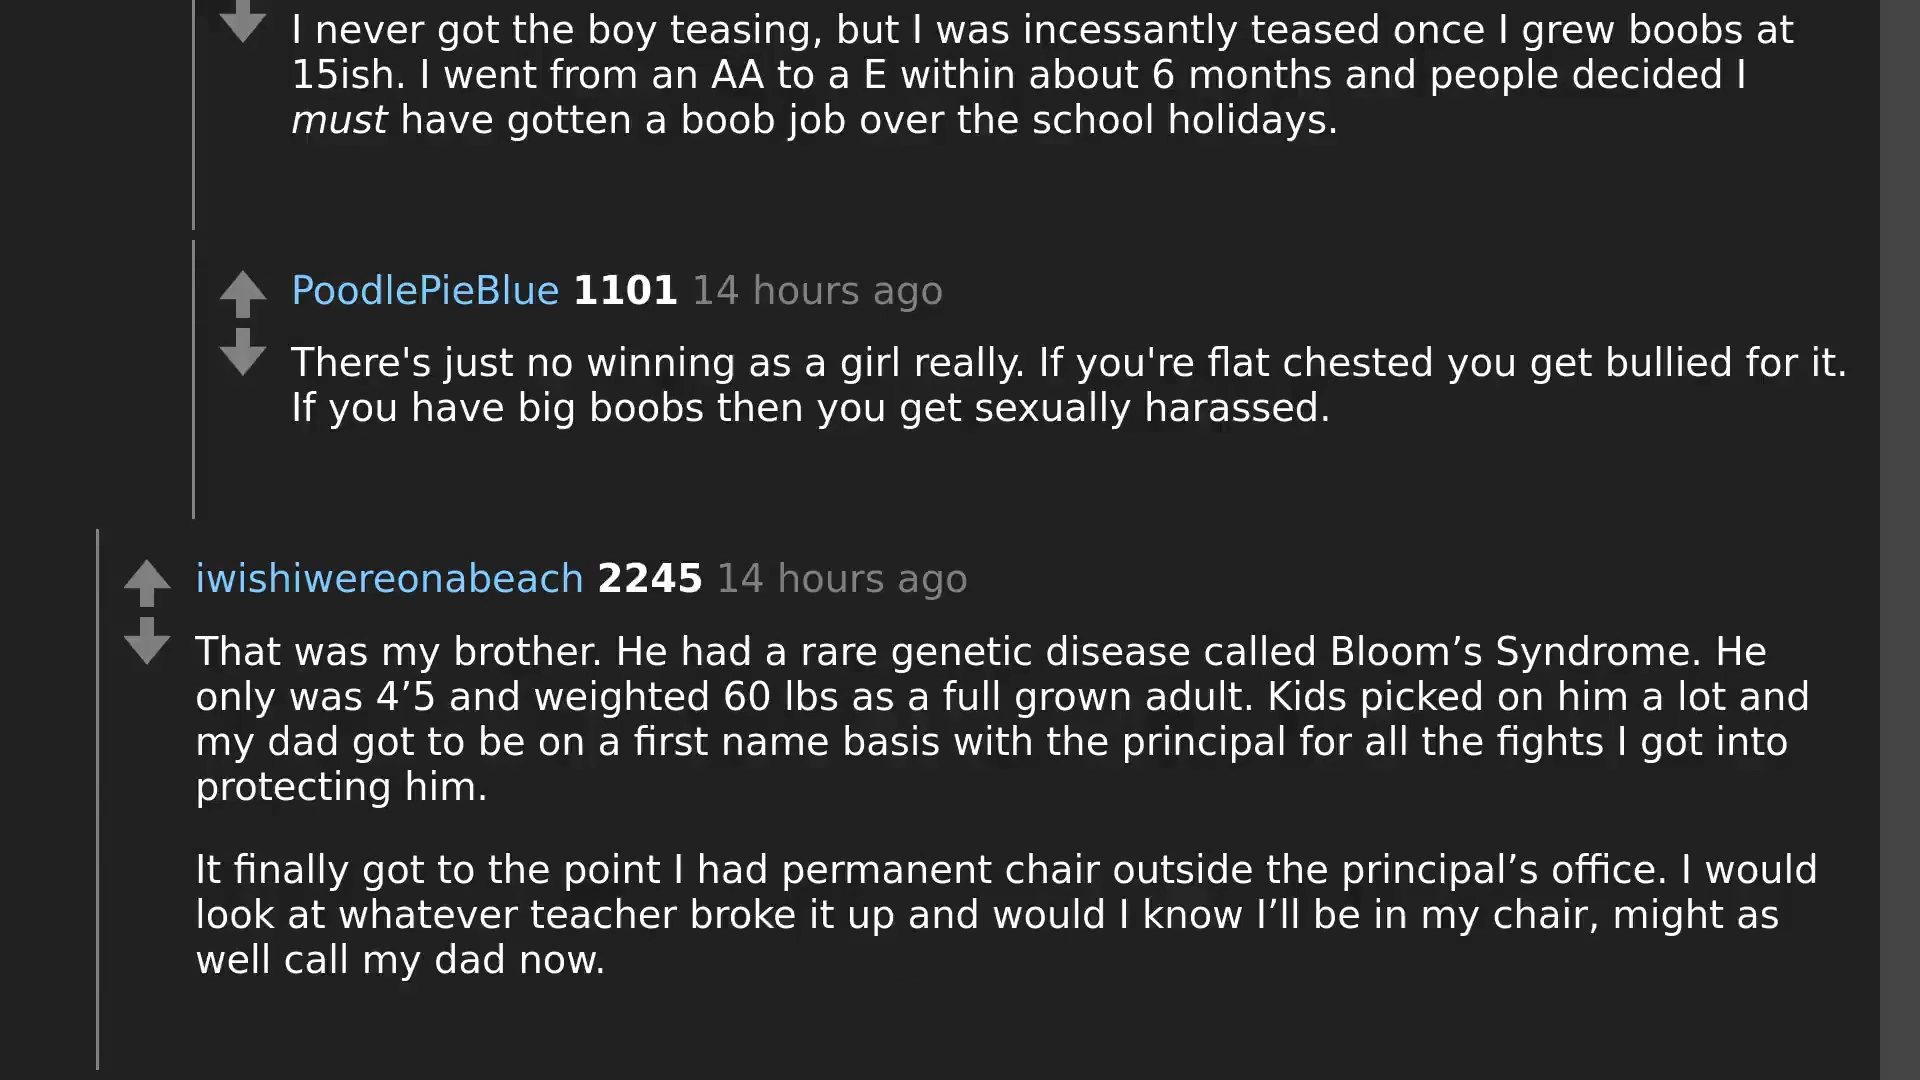 I never got the boy teasing, but I was incessantly teased once I grew boobs at
15ish. I went from an AA to a E within about 6 months and people decided I
must have gotten a boob job over the school holidays.
PoodlePieBlue 1101 14 hours ago
There's just no winning as a girl really. If you're flat chested you get bullied for it.
If you have big boobs then you get sexually harassed.
iwishiwereonabeach 2245 14 hours ago
That was my brother. He had a rare genetic disease called Bloom’s Syndrome. He
only was 4’5 and weighted 60 lbs as a full grown adult. Kids picked on him a lot and
my dad got to be on a first name basis with the principal for all the fights I got into
protecting him.
It finally got to the point I had permanent chair outside the principal’s office. I would
look at whatever teacher broke it up and would I know I’ll be in my chair, might as
well call my dad now.